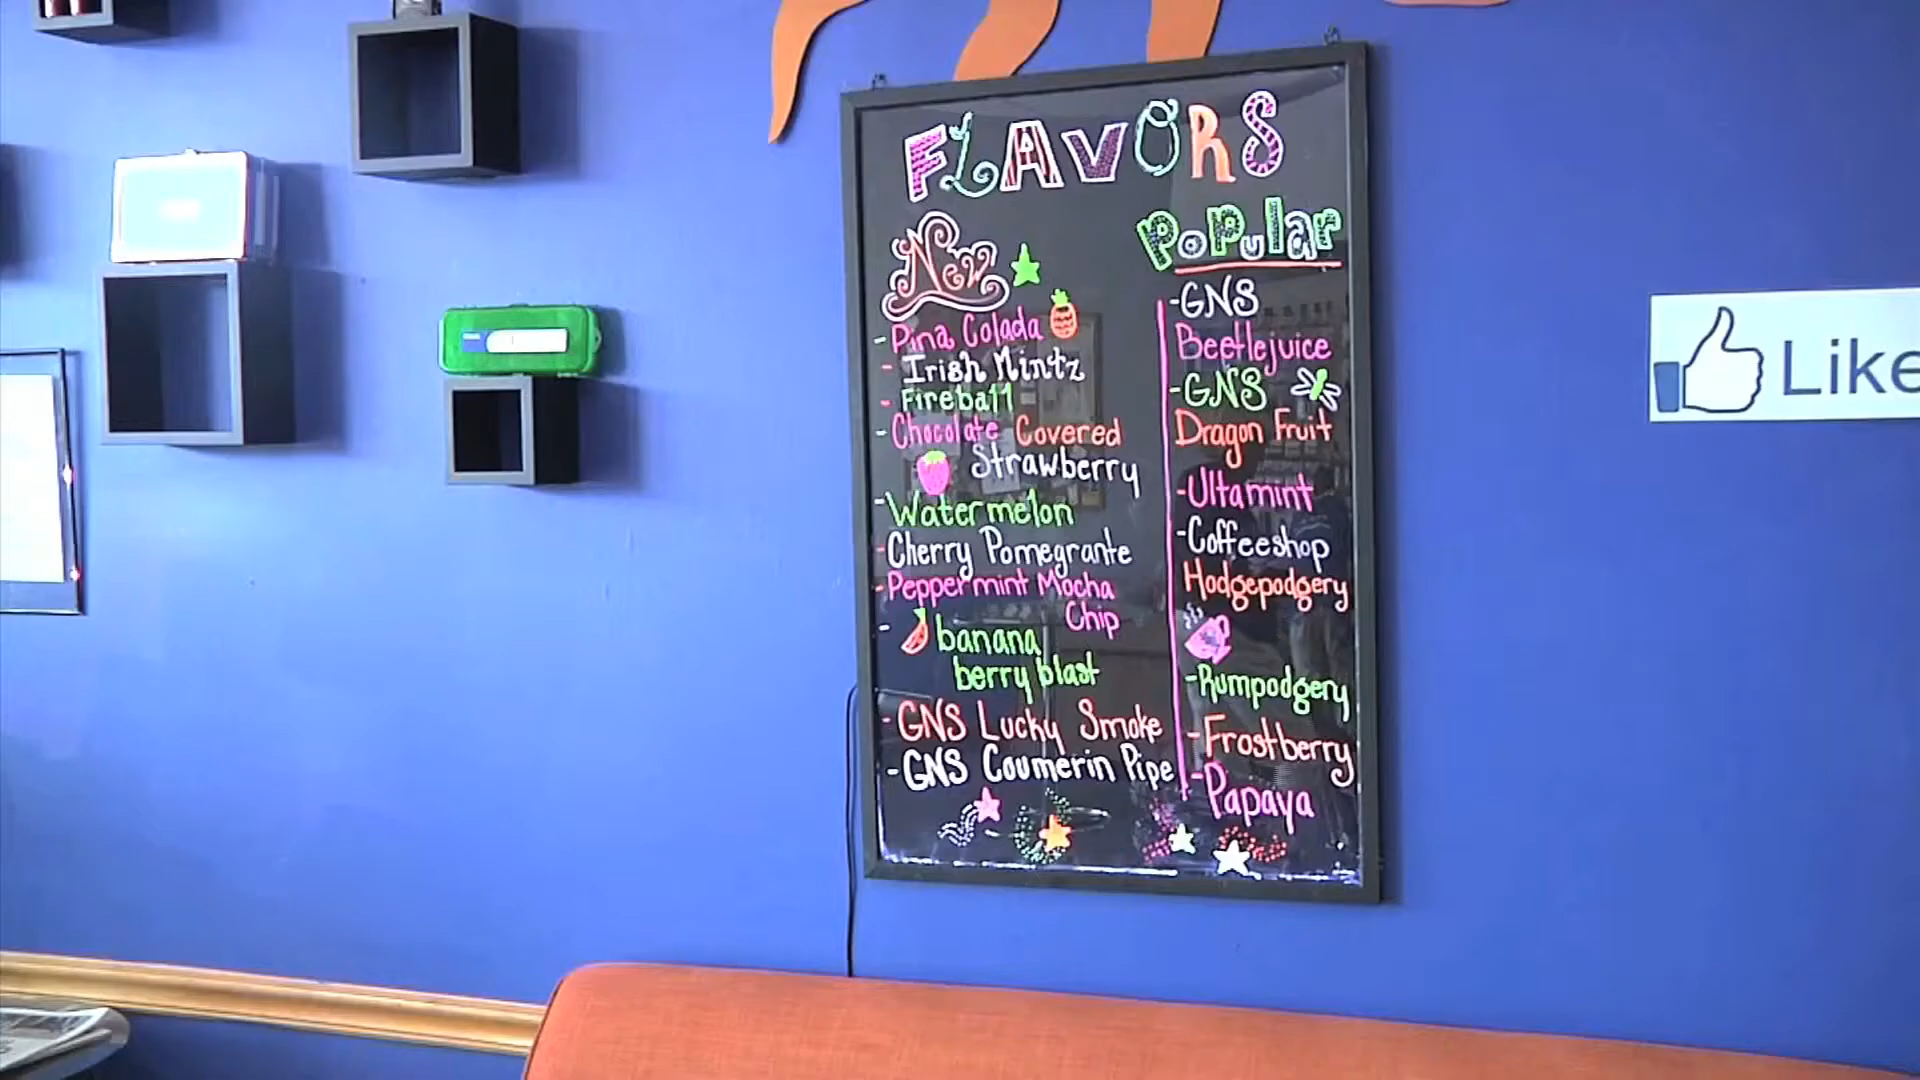 FLAVORS
New
- Pina Colada
- Irish Mintz
- Fireball
- Chocolate Covered
Strawberry
- Watermelon
- Cherry Pomegrante
- Peppermint Mocha
Chip
- banana
berry blast
- GNS Lucky Smoke
- GNS Coumerin Pipe
Popular
- GNS
Beetlejuice
- GNS
Dragon Fruit
- Ultamint
- Coffeeshop
Hodgepodgery
- Rumpodgery
- Frostberry
- Papaya
Like